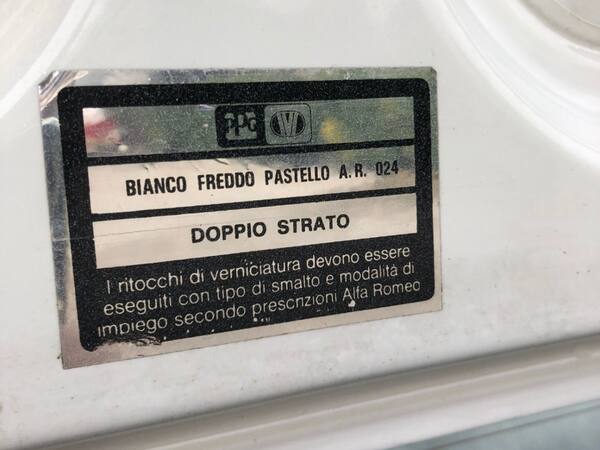 ppg IVI
BIANCO FREDDO PASTELLO A.R. 024
DOPPIO STRATO
I ritocchi di verniciatura devono essere
eseguiti con tipo di smalto e modalità di
impiego secondo prescrizioni Alfa Romeo